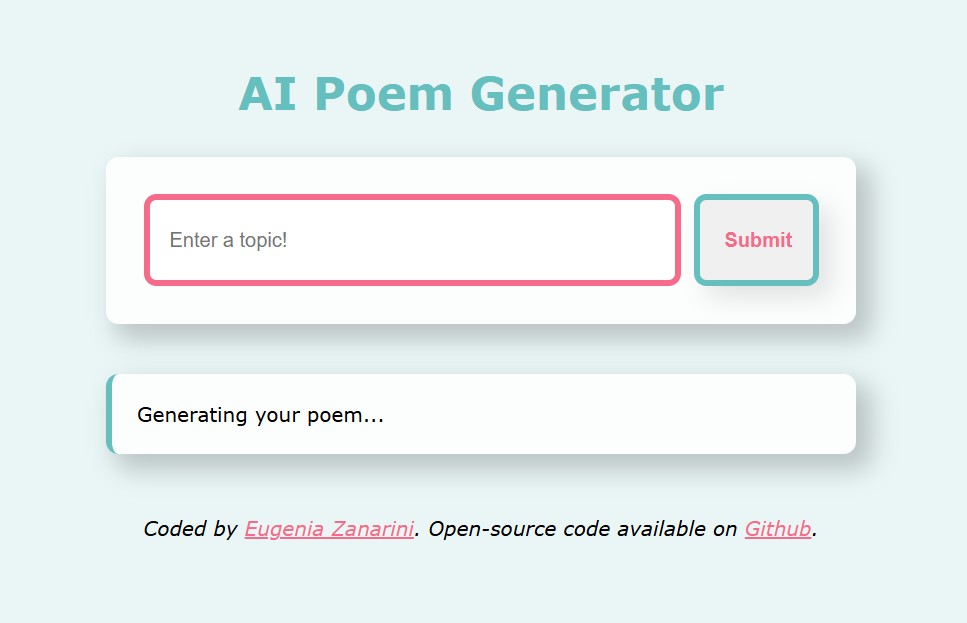 AI Poem Generator
Enter a topic!
Submit
Generating your poem...
Coded by Eugenia Zanarini. Open-source code available on Github.